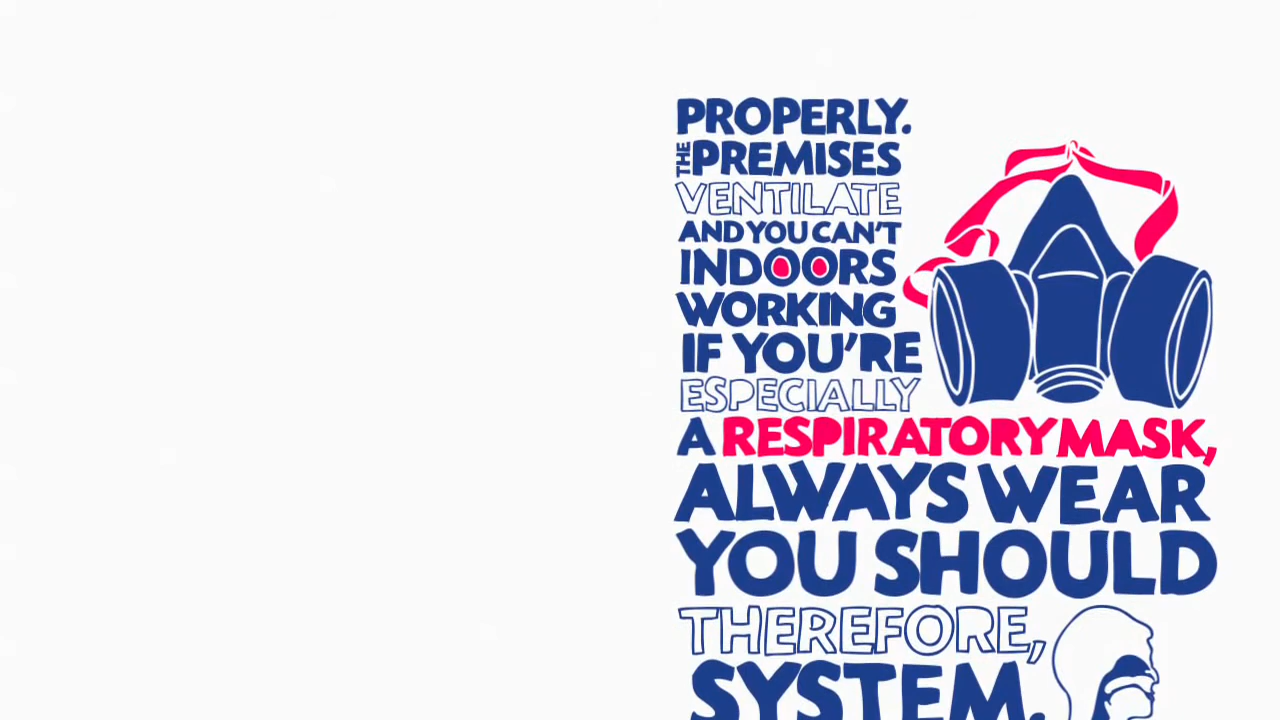 PROPERLY.
THE PREMISES
VENTILATE
AND YOU CAN'T
INDOORS
WORKING
IF YOU'RE
ESPECIALLY
A RESPIRATORY MASK,
ALWAYS WEAR
YOU SHOULD
THEREFORE,
SYSTEM.